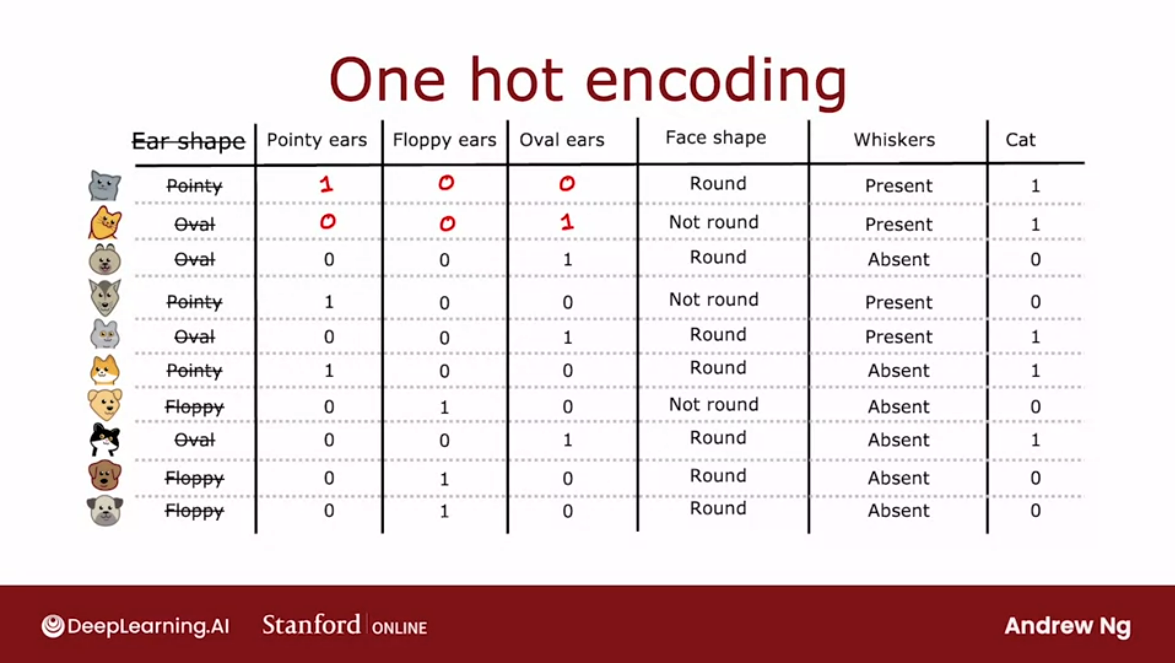 One hot encoding
Ear shape Pointy ears Floppy ears Oval ears Face shape Whiskers Cat
Pointy 1 0 0 Round Present 1
Oval 0 0 1 Not round Present 1
Oval 0 0 1 Round Absent 0
Pointy 1 0 0 Not round Present 0
Oval 0 0 1 Round Present 1
Pointy 1 0 0 Round Absent 1
Floppy 0 1 0 Not round Absent 0
Oval 0 0 1 Round Absent 1
Floppy 0 1 0 Round Absent 0
Floppy 0 1 0 Round Absent 0
DeepLearning.AI Stanford ONLINE Andrew Ng